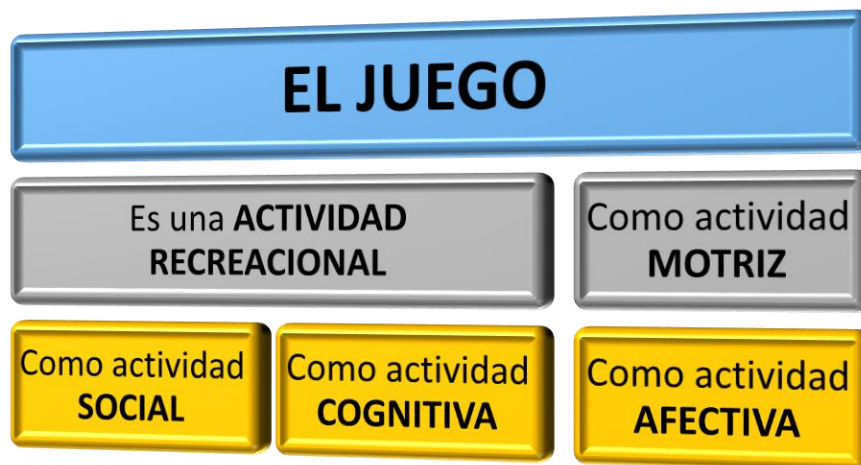 EL JUEGO
Es una ACTIVIDAD
RECREACIONAL
Como actividad
MOTRIZ
Como actividad
SOCIAL
Como actividad
COGNITIVA
Como actividad
AFECTIVA